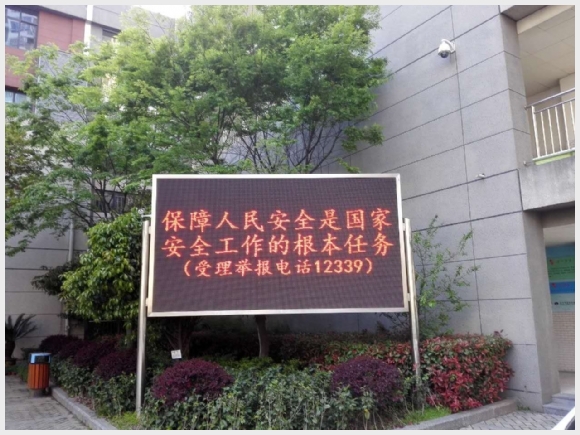 保障人民安全是国家
安全工作的根本任务
（受理举报电话12339）